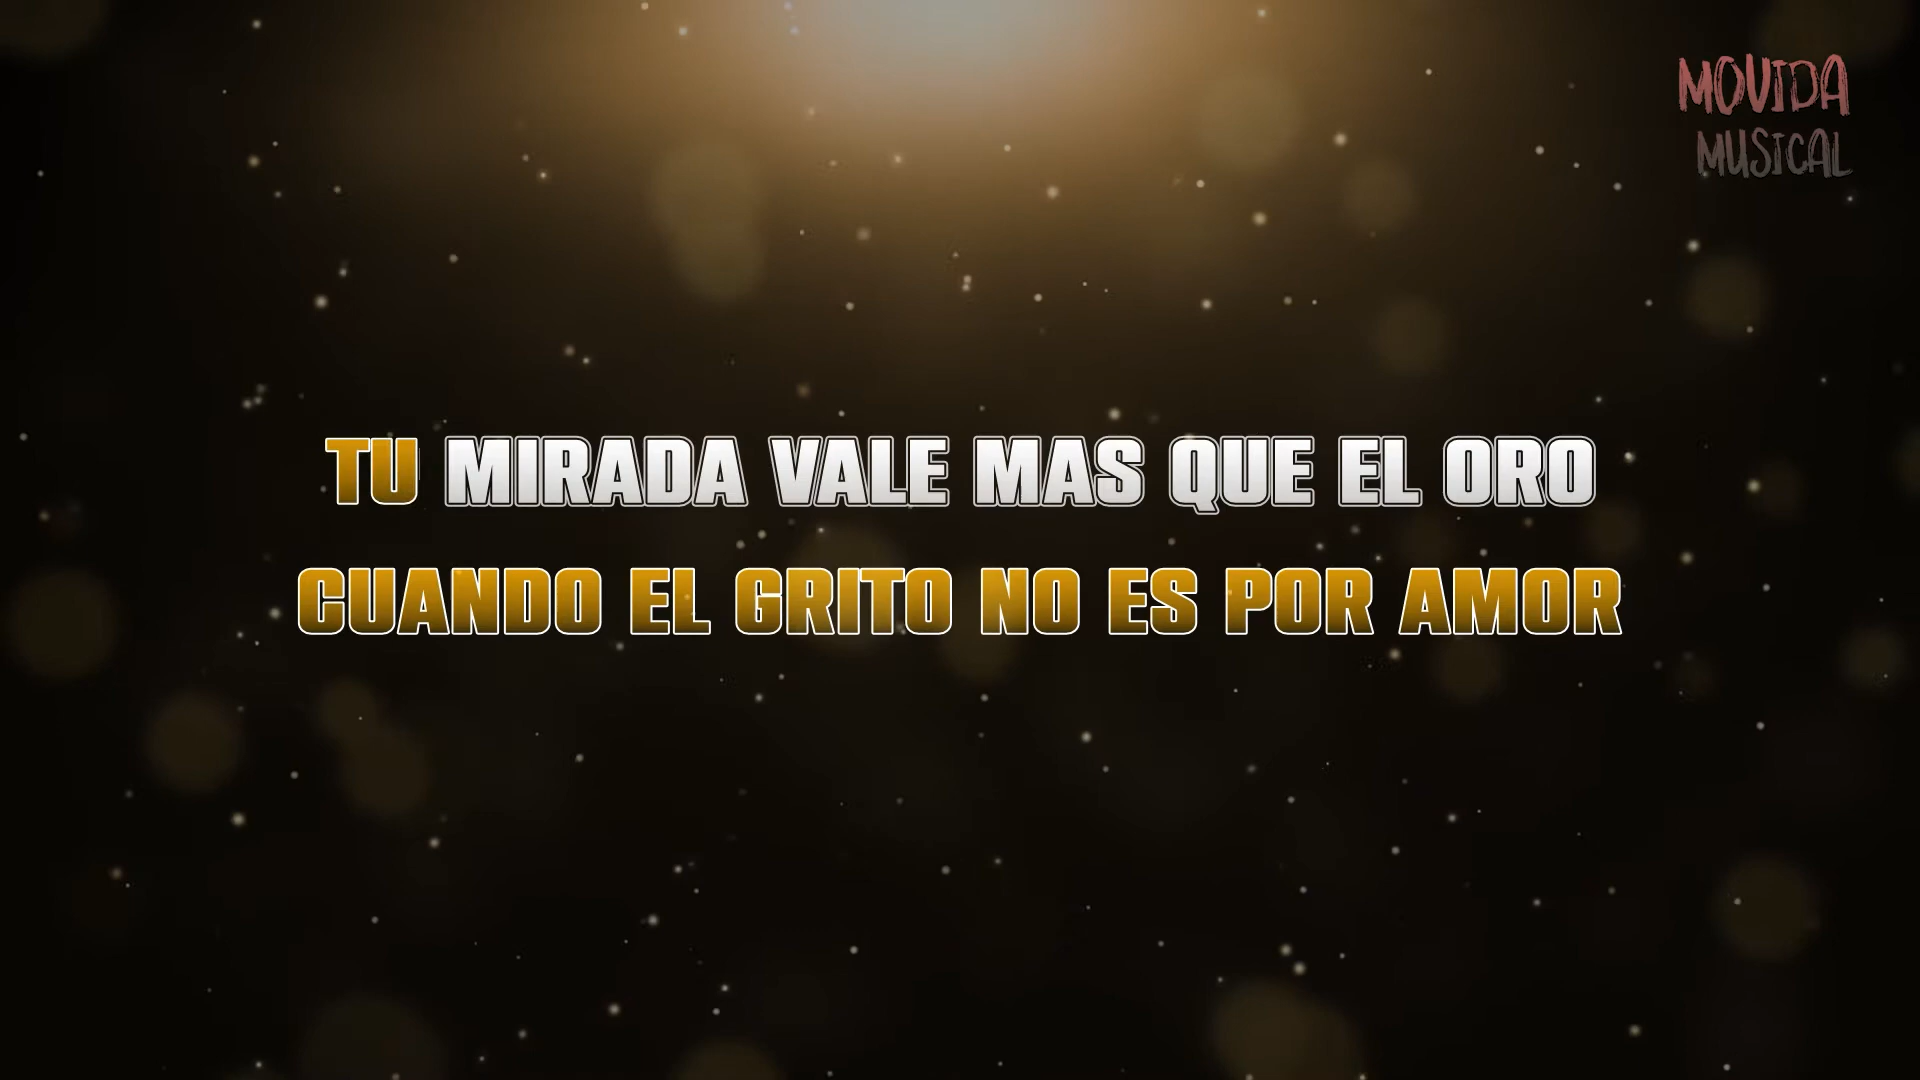 MOVIDA
MUSICAL
TU MIRADA VALE MAS QUE EL ORO
CUANDO EL GRITO NO ES POR AMOR